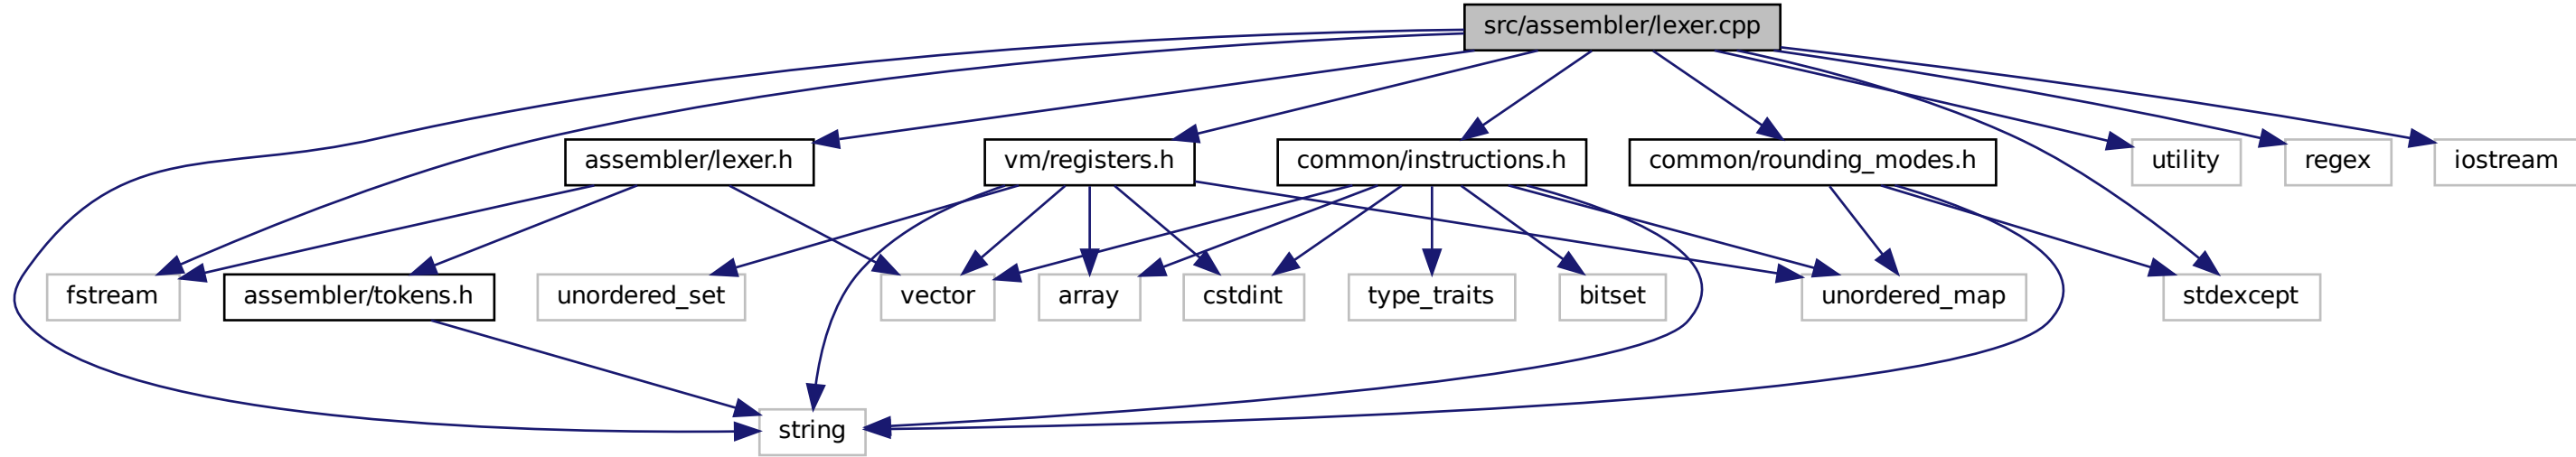 src/assembler/lexer.cpp
assembler/lexer.h
vm/registers.h
common/instructions.h
common/rounding_modes.h
utility
regex
iostream
fstream
assembler/tokens.h
unordered_set
vector
array
cstdint
type_traits
bitset
unordered_map
stdexcept
string